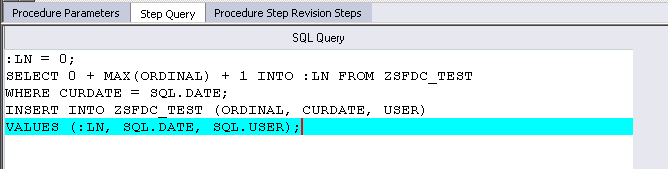 Procedure Parameters Step Query Procedure Step Revision Steps
SQL Query
:LN = 0;
SELECT 0 + MAX(ORDINAL) + 1 INTO :LN FROM ZSFDC_TEST
WHERE CURDATE = SQL.DATE;
INSERT INTO ZSFDC_TEST (ORDINAL, CURDATE, USER)
VALUES (:LN, SQL.DATE, SQL.USER);